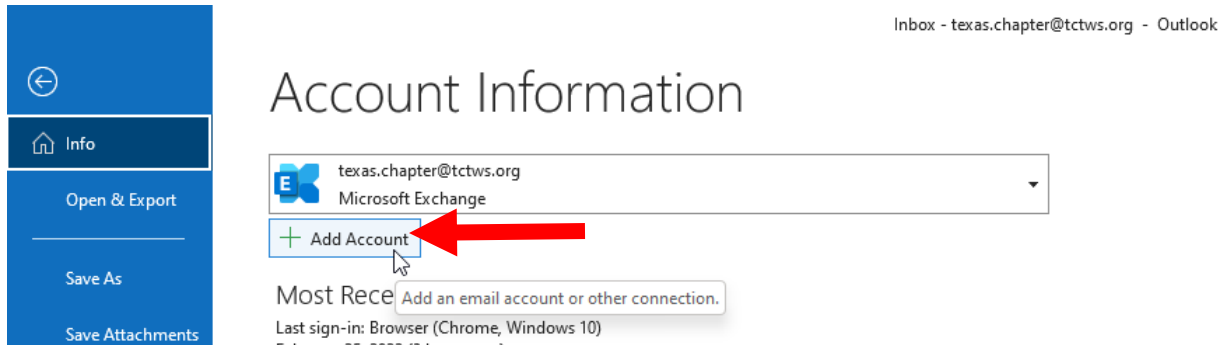 Inbox - texas.chapter@tctws.org - Outlook
Account Information
Info
texas.chapter@tctws.org
Microsoft Exchange
Open & Export
Add Account
Save As
Most Rece
Add an email account or other connection.
Last sign-in: Browser (Chrome, Windows 10)
Save Attachments